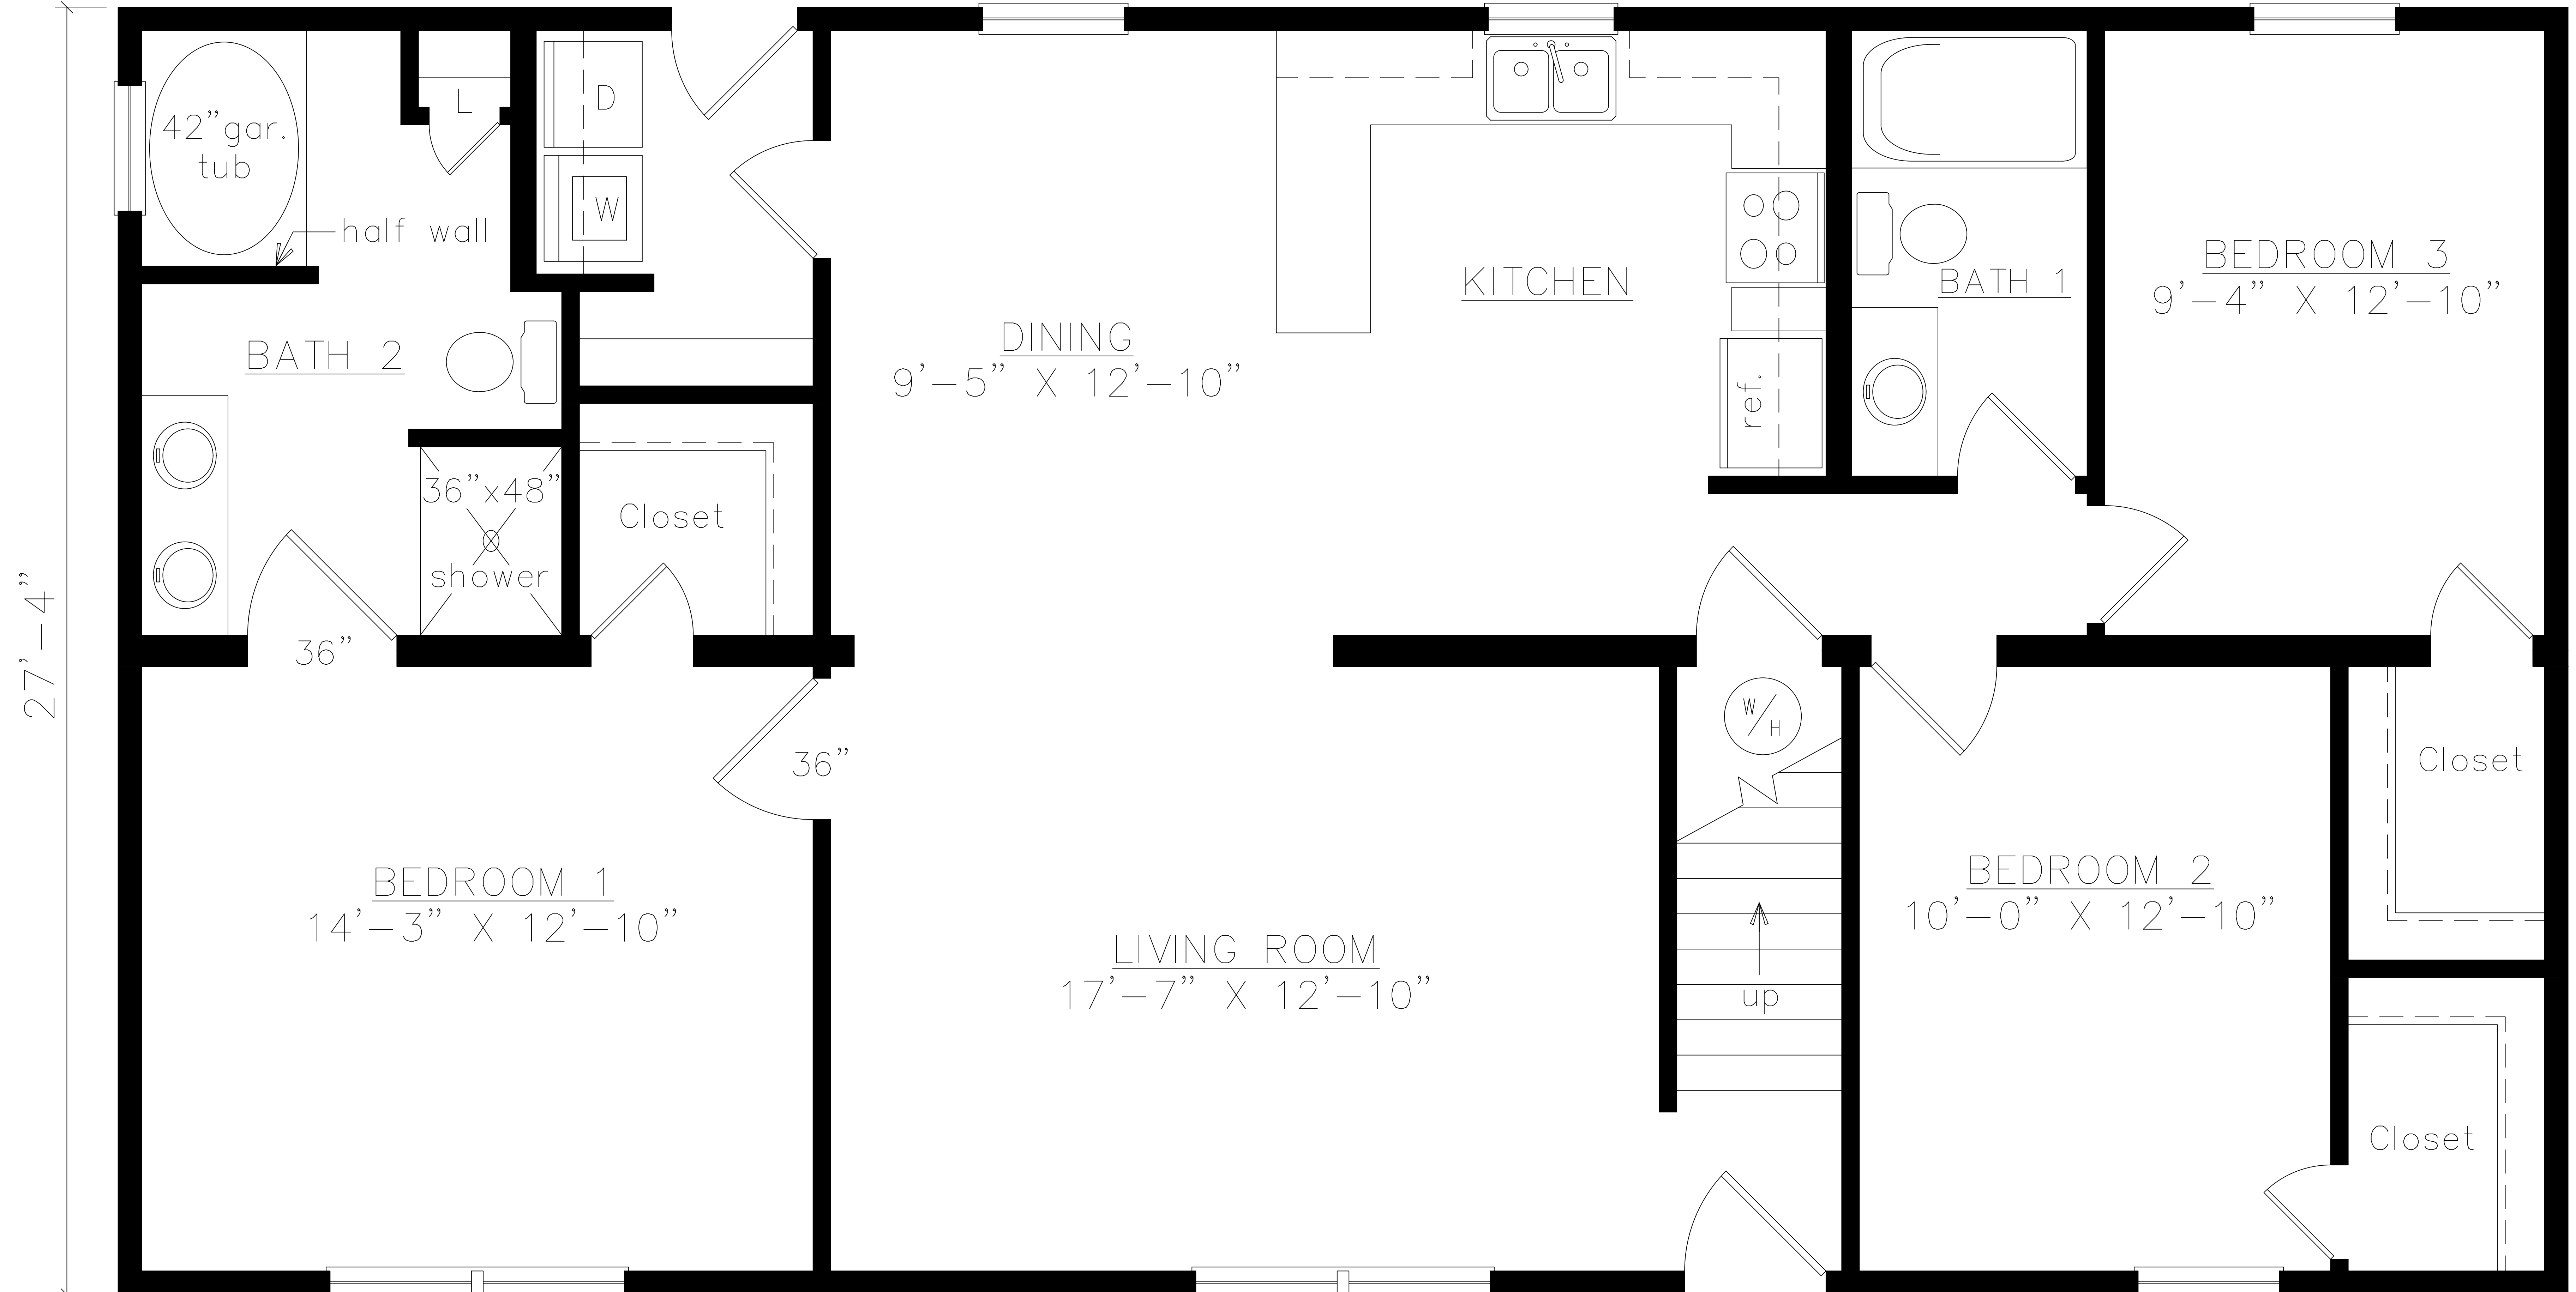 L
D
42”gar.
tub
W
half wall
BATH 2
36”x48”
shower
Closet
36”
DINING
9’-5” X 12’-10”
KITCHEN
ref.
BATH 1
BEDROOM 3
9’-4” X 12’-10”
27’-4”
36”
BEDROOM 1
14’-3” X 12’-10”
LIVING ROOM
17’-7” X 12’-10”
W/H
up
BEDROOM 2
10’-0” X 12’-10”
Closet
Closet